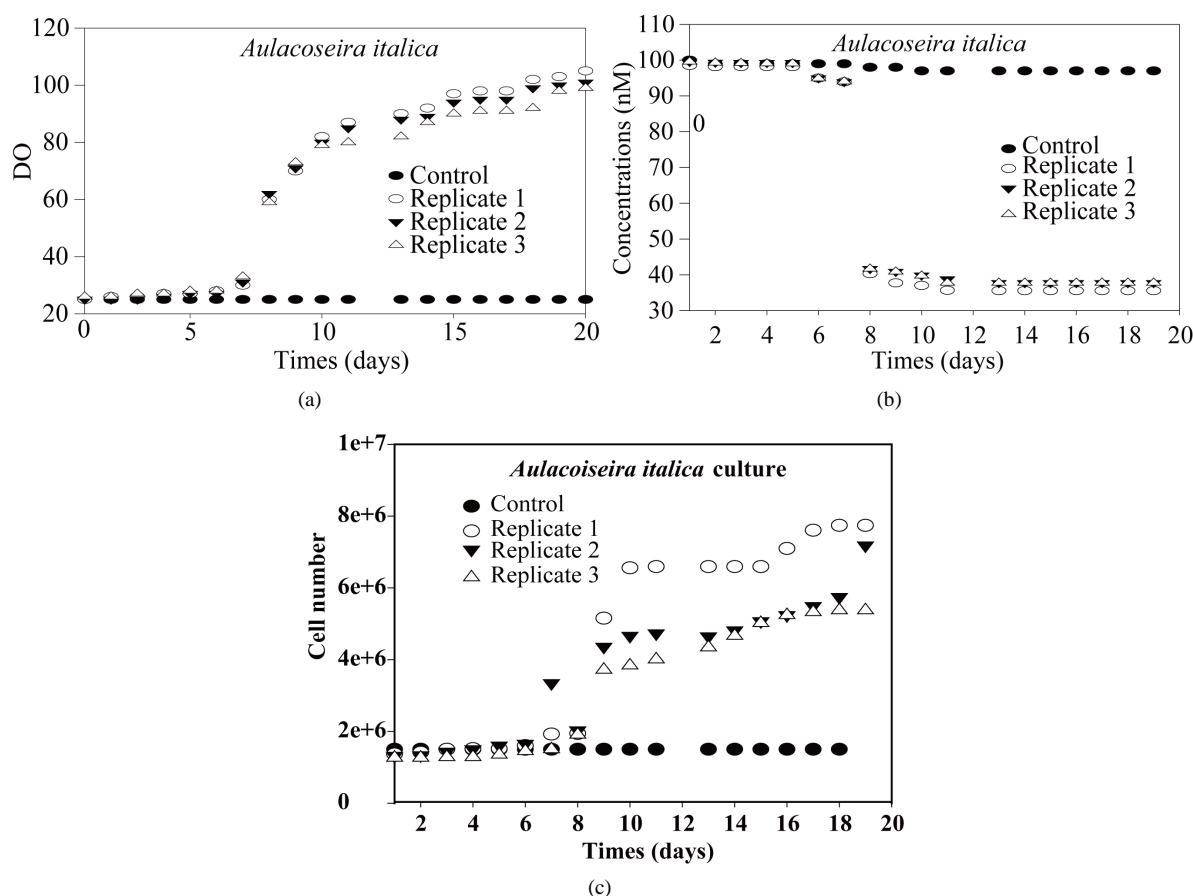 Aulacoseira italica
120
100
80
60
40
20
DO
Control
Replicate 1
Replicate 2
Replicate 3
0
5
10
15
20
Times (days)
(a)
Aulacoseira italica
110
100
90
80
70
60
50
40
30
Concentrations (nM)
0
Control
Replicate 1
Replicate 2
Replicate 3
2
4
6
8
10
12
14
16
18
20
Times (days)
(b)
Aulacoiseira italica culture
1e+7
8e+6
6e+6
4e+6
2e+6
0
Cell number
Control
Replicate 1
Replicate 2
Replicate 3
2
4
6
8
10
12
14
16
18
20
Times (days)
(c)